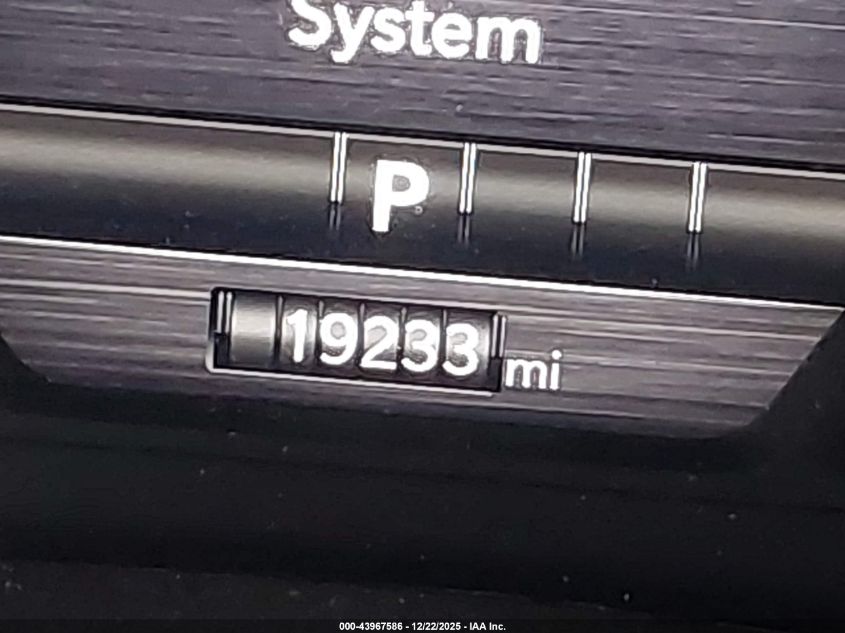 System
P
19233 mi
000-43967586 - 12/22/2025 - IAA Inc.